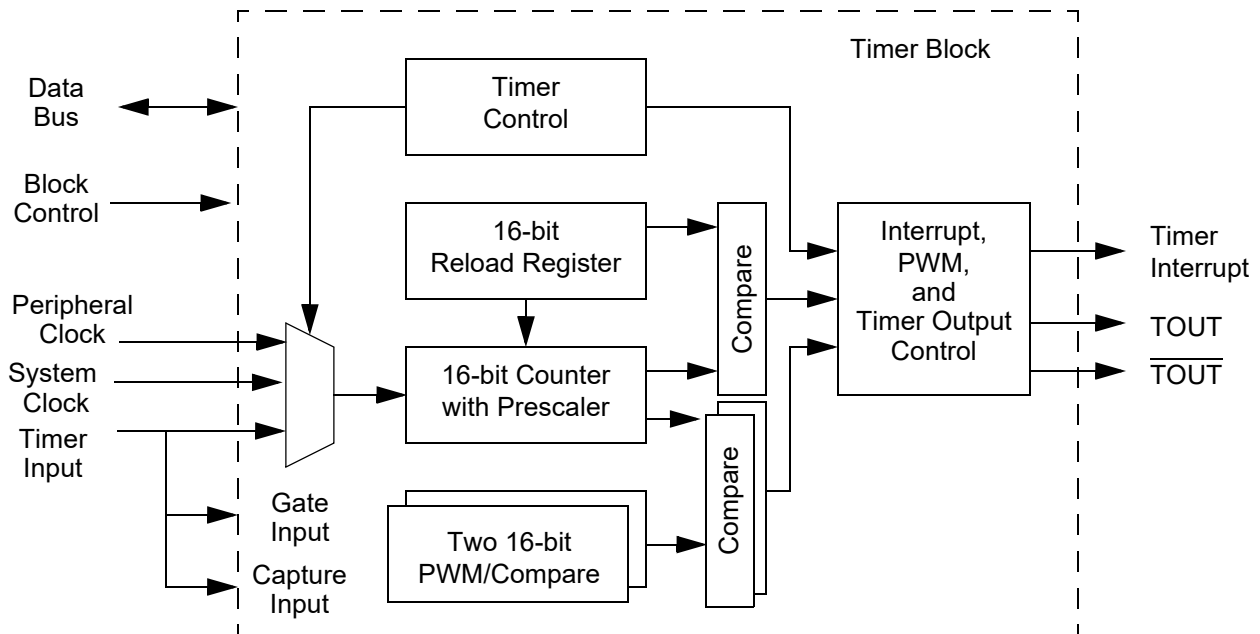 Timer Block
Data
Bus
Timer
Control
Block
Control
16-bit
Reload Register
Compare
Interrupt,
PWM,
and
Timer Output
Control
Timer
Interrupt
TOUT
TOUT
Peripheral
Clock
System
Clock
Timer
Input
16-bit Counter
with Prescaler
Compare
Gate
Input
Two 16-bit
PWM/Compare
Capture
Input